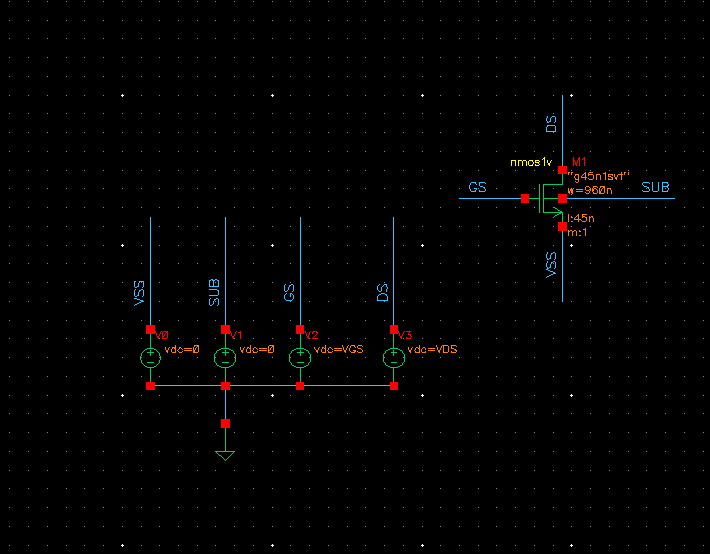 DS
nmos1v
M1
"g45n1svt"
GS
w=960n
SUB
l:45n
m:1
VSS
VSS
SUB
GS
DS
V0
V1
V2
V3
vdc=0
vdc=0
vdc=VGS
vdc=VDS